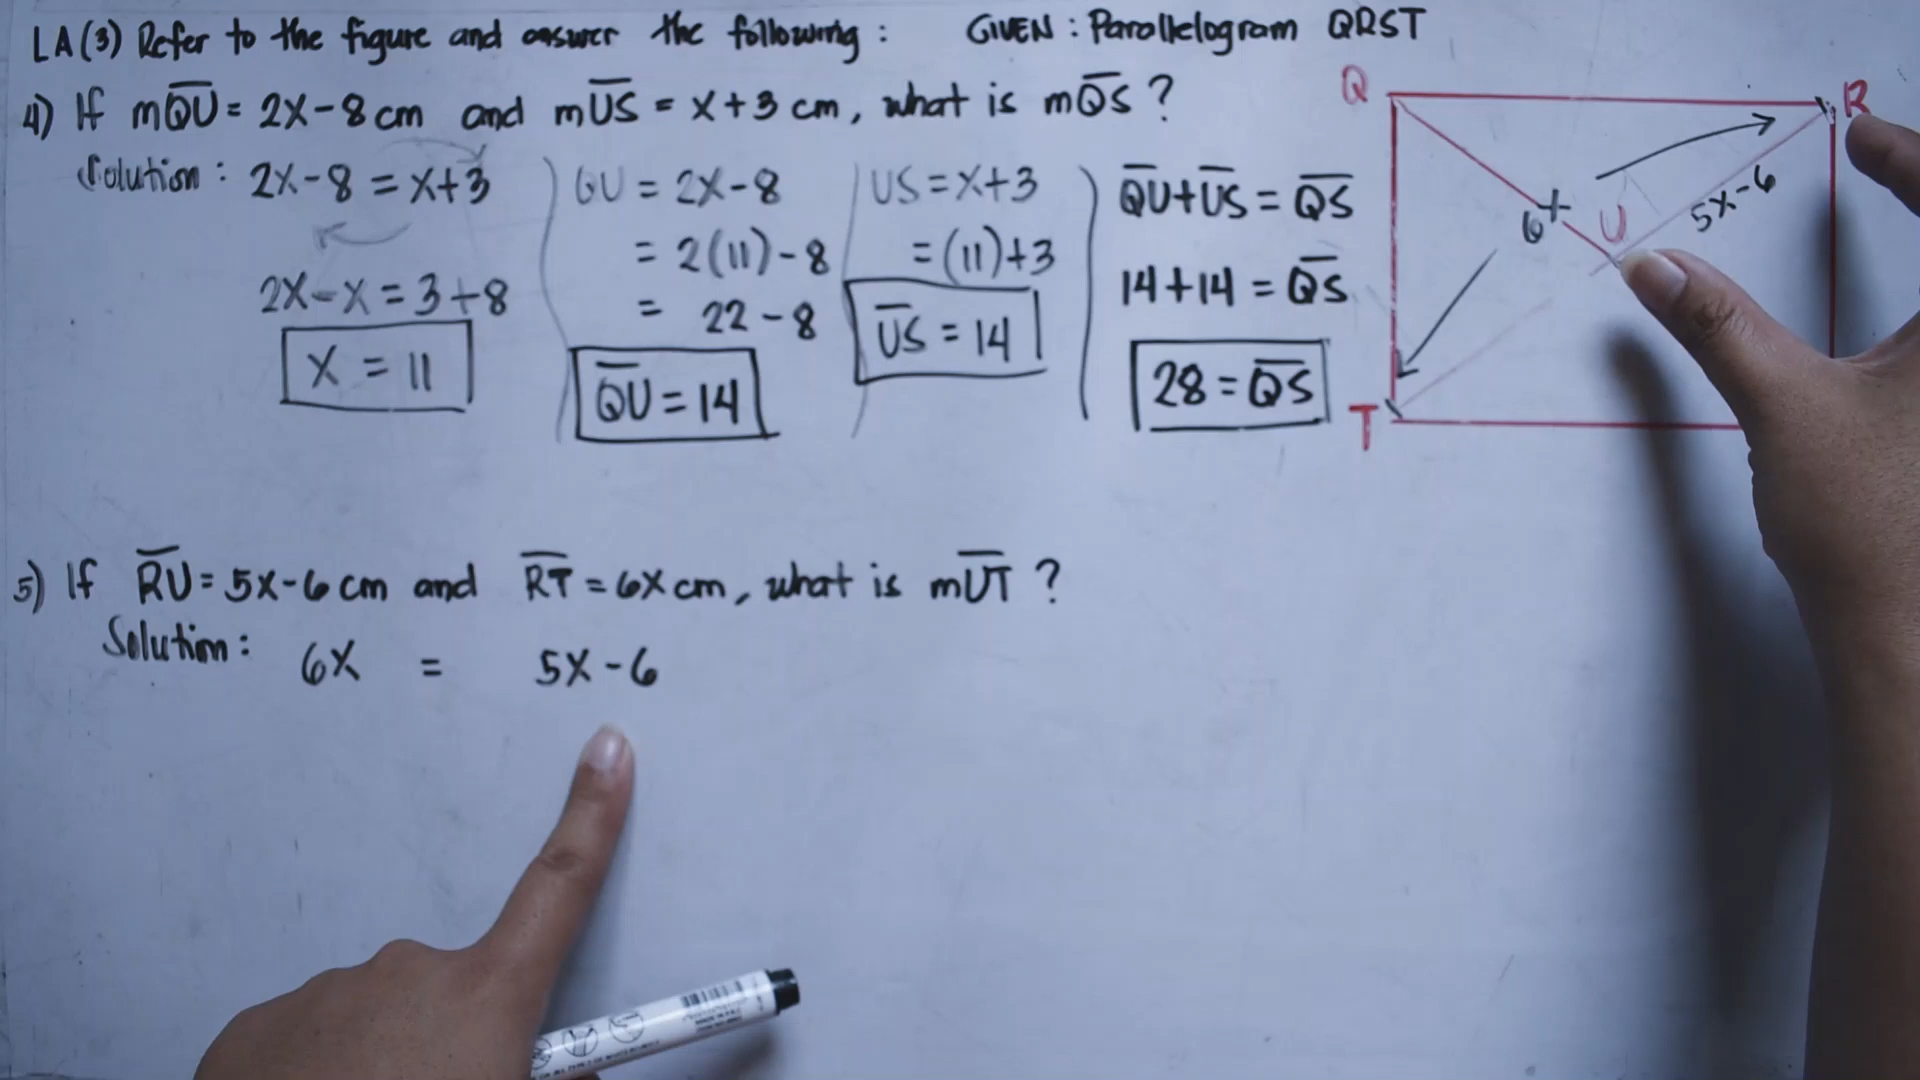 LA(3) Refer to the figure and answer the following : GIVEN : Parallelogram QRST
4) If mQU = 2x-8 cm and mUS = x+3 cm, what is mQS ?
Solution : 2x-8 = x+3
2x-x = 3+8
x = 11
QU = 2x-8
= 2(11)-8
= 22-8
QU = 14
US = x+3
= (11)+3
US = 14
QU+US = QS
14+14 = QS
28 = QS
Q
R
6x
U
5x-6
T
5) If RU = 5x-6 cm and RT = 6x cm, what is mUT ?
Solution : 6x = 5x-6